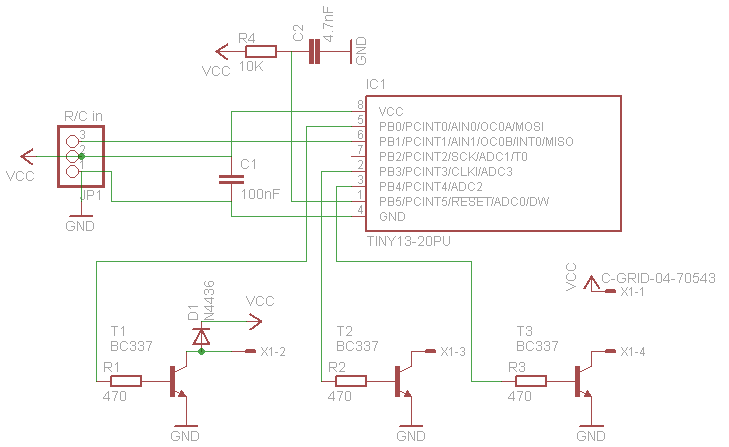 R4
10K
VCC
C2
4.7nF
GND
IC1
8 VCC
5 PB0/PCINT0/AIN0/OC0A/MOSI
6 PB1/PCINT1/AIN1/OC0B/INT0/MISO
7 PB2/PCINT2/SCK/ADC1/T0
2 PB3/PCINT3/CLKI/ADC3
3 PB4/PCINT4/ADC2
1 PB5/PCINT5/RESET/ADC0/DW
4 GND
TINY13-20PU
R/C in
3
2
1
JP1
VCC
GND
C1
100nF
VCC
C-GRID-04-70543
X1-1
D1
N4436
VCC
T1
BC337
X1-2
R1
470
GND
T2
BC337
X1-3
R2
470
GND
T3
BC337
X1-4
R3
470
GND